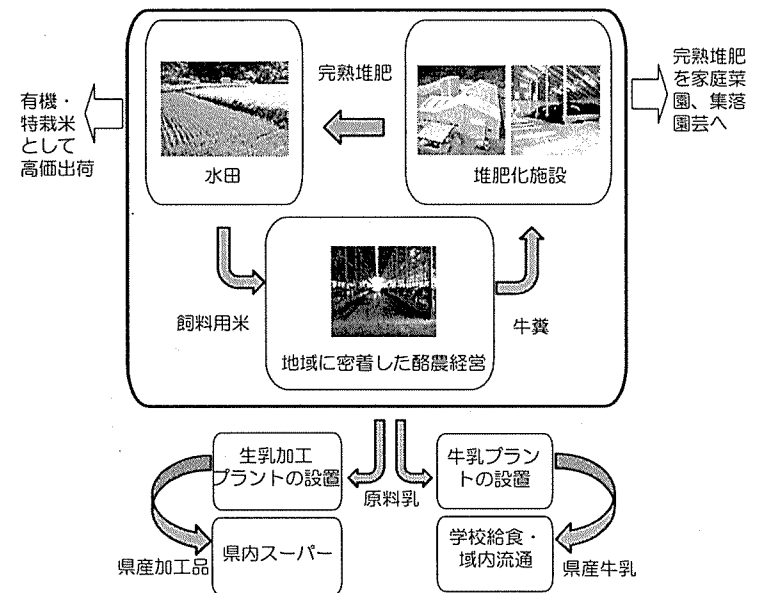 完熟堆肥
完熟堆肥
を家庭菜
園、集落
園芸へ
有機・
特栽米
として
高価出荷
水田
堆肥化施設
飼料用米
牛糞
地域に密着した酪農経営
生乳加工
プラントの設置
牛乳プラン
トの設置
原料乳
県産加工品
県内スーパー
学校給食・
域内流通
県産牛乳